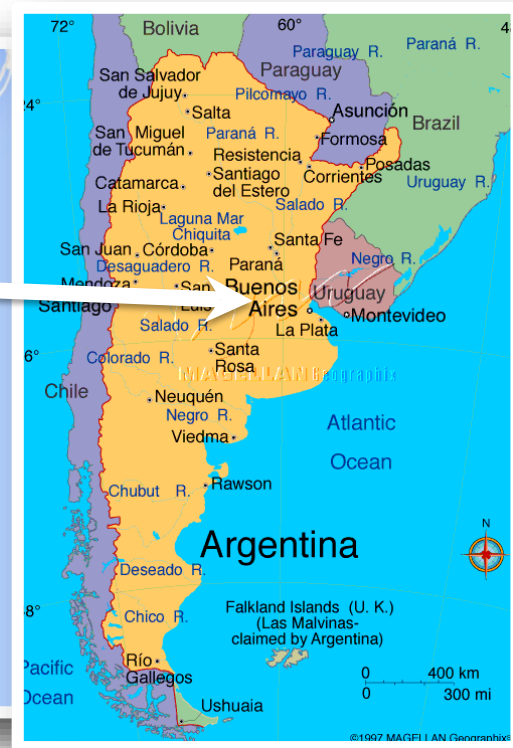 72°
60°
Bolivia
Paraguay R.
Paraná R.
Paraguay
San Salvador
de Jujuy
Pilcomayo R.
Salta
Asunción
Brazil
San Miguel
de Tucumán
Paraná R.
Formosa
Resistencia
Posadas
Catamarca
Santiago
del Estero
Corrientes
Uruguay R.
La Rioja
Salado R.
Laguna Mar
Chiquita
Santa Fe
San Juan
Córdoba
Negro R.
Desaguadero R.
Paraná
Mendoza
San
Luis
Buenos
Aires
Uruguay
Santiago
Montevideo
Salado R.
La Plata
Santa
Rosa
Colorado R.
MAGELLAN Geographix
Chile
Neuquén
Negro R.
Atlantic
Ocean
Viedma
Chubut R.
Rawson
N
Argentina
Deseado R.
Falkland Islands (U. K.)
(Las Malvinas-
claimed by Argentina)
Chico R.
Río
Gallegos
Pacific
Ocean
0 400 km
0 300 mi
Ushuaia
©1997 MAGELLAN Geographix